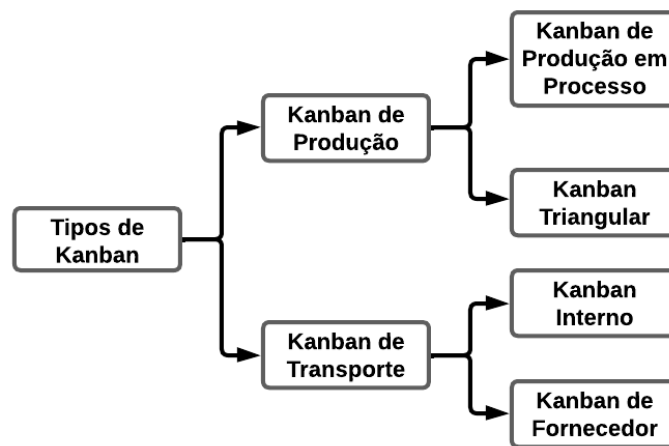 Tipos de
Kanban
Kanban de
Produção
Kanban de
Produção em
Processo
Kanban
Triangular
Kanban de
Transporte
Kanban
Interno
Kanban de
Fornecedor